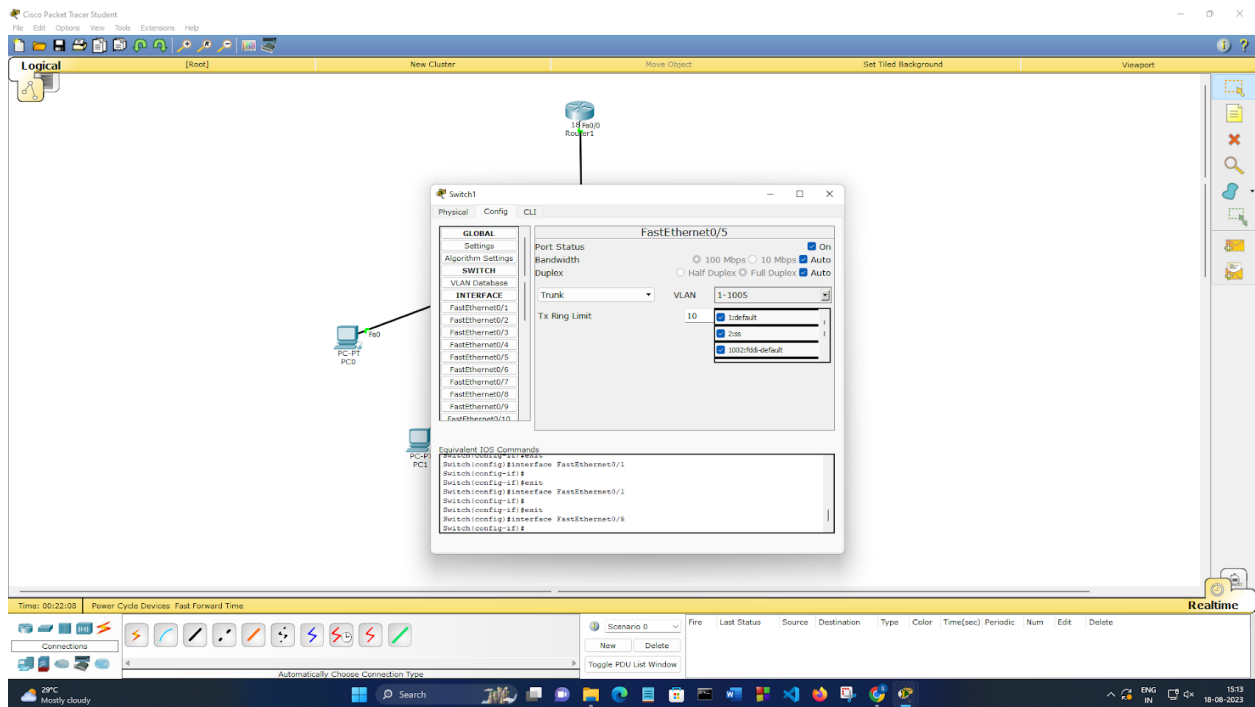 Cisco Packet Tracer Student
File Edit Options View Tools Extensions Help
Logical [Root] New Cluster Move Object Set Tiled Background Viewport
Fa0/0
Router1
Switch1
Physical Config CLI
GLOBAL FastEthernet0/5
Settings Port Status On
Algorithm Settings Bandwidth 100 Mbps 10 Mbps Auto
SWITCH Duplex Half Duplex Full Duplex Auto
VLAN Database
INTERFACE Trunk VLAN 1-1005
FastEthernet0/1
FastEthernet0/2 Tx Ring Limit 10 1:default
FastEthernet0/3 2:ss
FastEthernet0/4 1002:fddi-default
FastEthernet0/5
FastEthernet0/6
FastEthernet0/7
FastEthernet0/8
FastEthernet0/9
FastEthernet0/10
Fa0
PC-PT
PC0
PC1
Equivalent IOS Commands
Switch(config-if)#exit
Switch(config)#interface FastEthernet0/1
Switch(config-if)#
Switch(config-if)#exit
Switch(config)#interface FastEthernet0/1
Switch(config-if)#
Switch(config-if)#exit
Switch(config)#interface FastEthernet0/5
Switch(config-if)#
Time: 00:22:08 Power Cycle Devices Fast Forward Time Realtime
Connections
Automatically Choose Connection Type
Scenario 0
New Delete
Toggle PDU List Window
Fire Last Status Source Destination Type Color Time(sec) Periodic Num Edit Delete
29°C
Mostly cloudy
Search
ENG
IN
15:13
18-08-2023